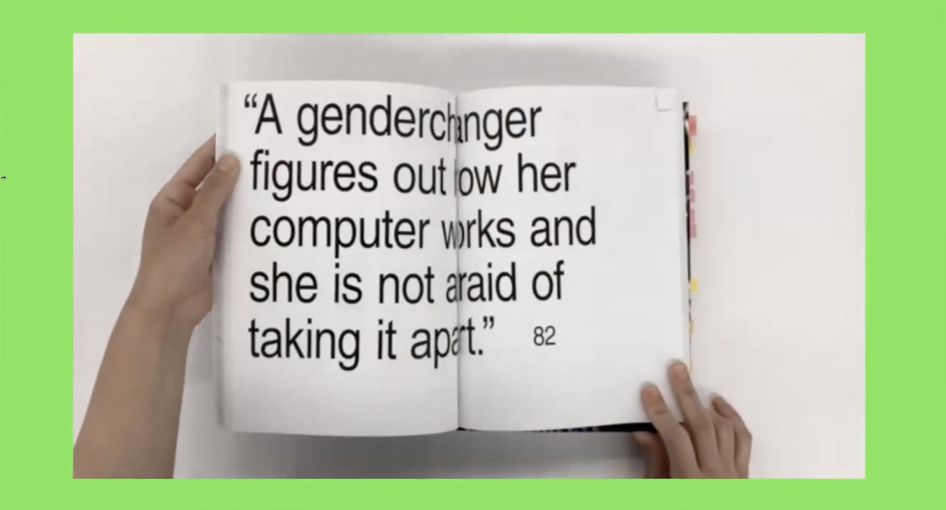 “A genderchanger
figures out how her
computer works and
she is not afraid of
taking it apart.” 82